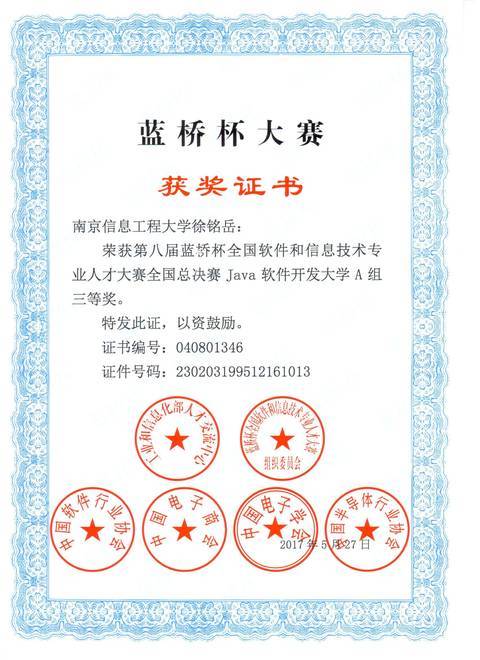 蓝桥杯大赛
获奖证书
南京信息工程大学徐铭岳：
荣获第八届蓝桥杯全国软件和信息技术专
业人才大赛全国总决赛 Java 软件开发大学 A 组
三等奖。
特发此证，以资鼓励。
证书编号：040801346
证件号码：230203199512161013
工业和信息化部人才交流中心
蓝桥杯全国软件和信息技术专业人才大赛
组织委员会
中国软件行业协会
中国电子商会
中国电子学会
中国半导体行业协会
2017 年 5 月 27 日